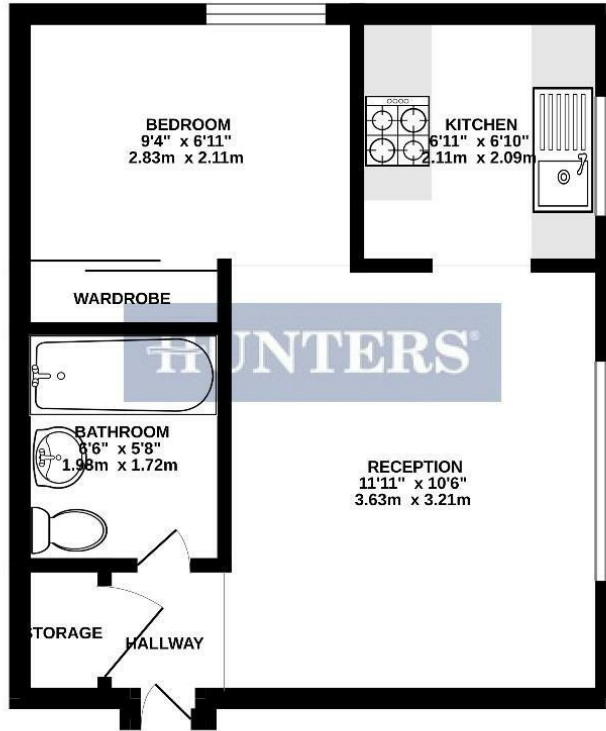 BEDROOM
9'4" x 6'11"
2.83m x 2.11m
KITCHEN
6'11" x 6'10"
2.11m x 2.09m
WARDROBE
HUNTERS®
BATHROOM
6'6" x 5'8"
1.98m x 1.72m
RECEPTION
11'11" x 10'6"
3.63m x 3.21m
STORAGE
HALLWAY